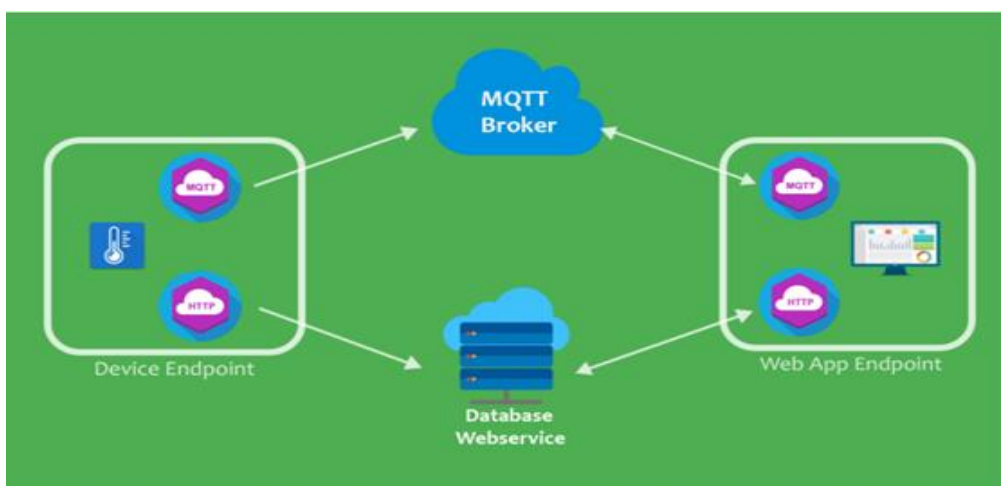 MQTT
Broker
MQTT
MQTT
HTTP
HTTP
Device Endpoint
Web App Endpoint
Database
Webservice